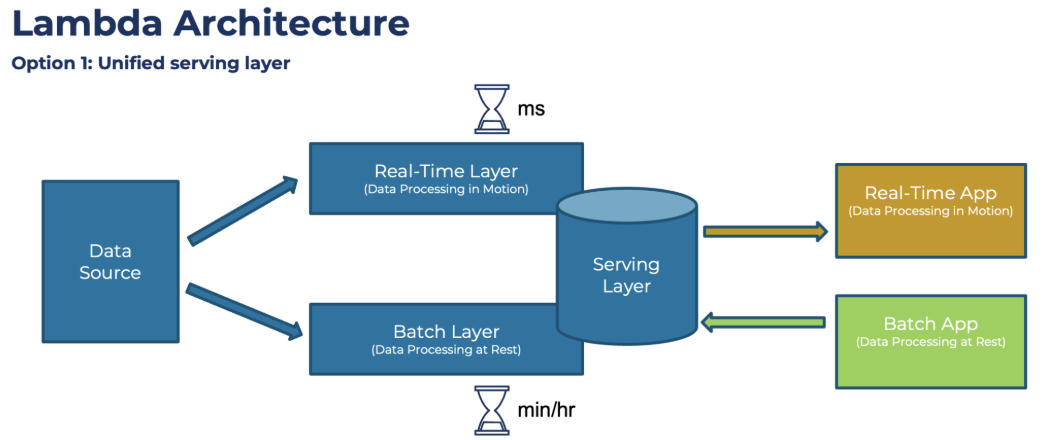 Lambda Architecture
Option 1: Unified serving layer
ms
Real-Time Layer
(Data Processing in Motion)
Data
Source
Serving
Layer
Real-Time App
(Data Processing in Motion)
Batch Layer
(Data Processing at Rest)
Batch App
(Data Processing at Rest)
min/hr